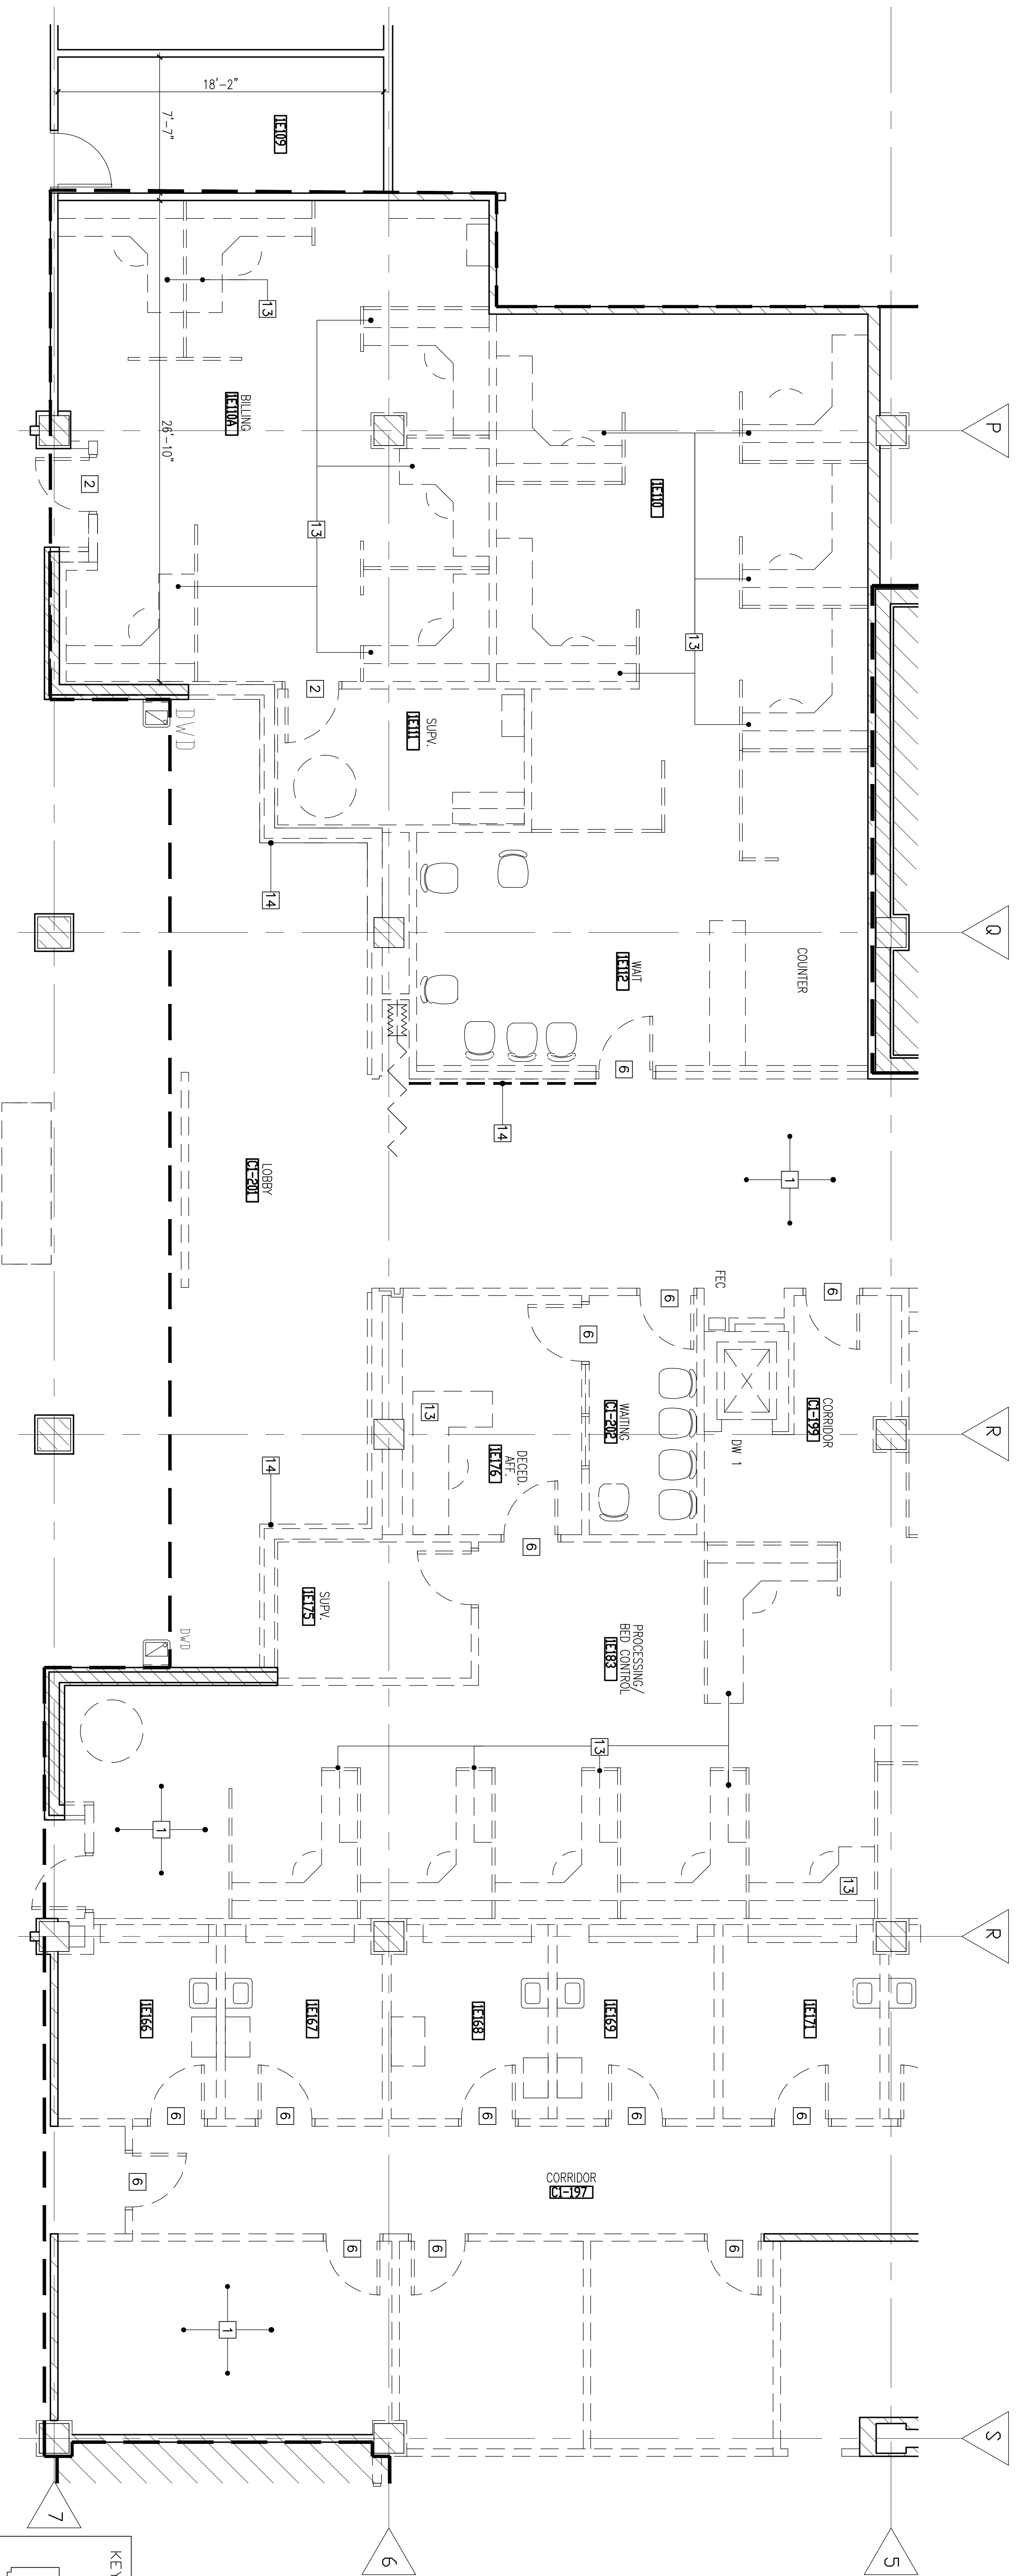 P
Q
R
R
S
7
6
5
18'-2"
7'-7"
1E109
26'-10"
13
BILLING
1E110A
2
13
1E110
13
2
SUPV.
1E111
DWD
14
WAIT
1E112
COUNTER
6
14
1
LOBBY
C1-201
FEC
6
6
6
CORRIDOR
C1-199
DW 1
WAITING
C1-202
13
DECED.
AFF.
1E176
14
6
SUPV.
1E175
PROCESSING/
BED CONTROL
1E183
DWD
13
1
13
1E166
1E167
1E168
1E169
1E171
6
6
6
6
6
6
CORRIDOR
C1-197
6
6
6
1
KEY